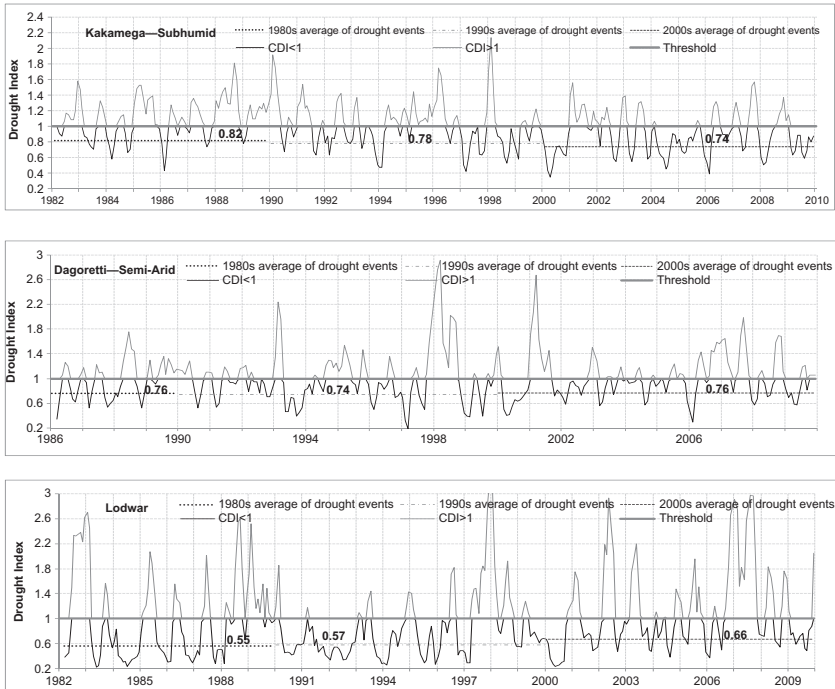 Kakamega—Subhumid
1980s average of drought events
1990s average of drought events
2000s average of drought events
CDI<1
CDI>1
Threshold
Drought Index
2.4
2.2
2
1.8
1.6
1.4
1.2
1
0.8
0.6
0.4
0.2
0.82
0.78
0.74
1982 1984 1986 1988 1990 1992 1994 1996 1998 2000 2002 2004 2006 2008 2010
Dagoretti—Semi-Arid
1980s average of drought events
1990s average of drought events
2000s average of drought events
CDI<1
CDI>1
Threshold
Drought Index
3
2.6
2.2
1.8
1.4
1
0.6
0.2
0.76
0.74
0.76
1986 1990 1994 1998 2002 2006
Lodwar
1980s average of drought events
1990s average of drought events
2000s average of drought events
CDI<1
CDI>1
Threshold
Drought Index
3
2.6
2.2
1.8
1.4
1
0.6
0.2
0.55
0.57
0.66
1982 1985 1988 1991 1994 1997 2000 2003 2006 2009